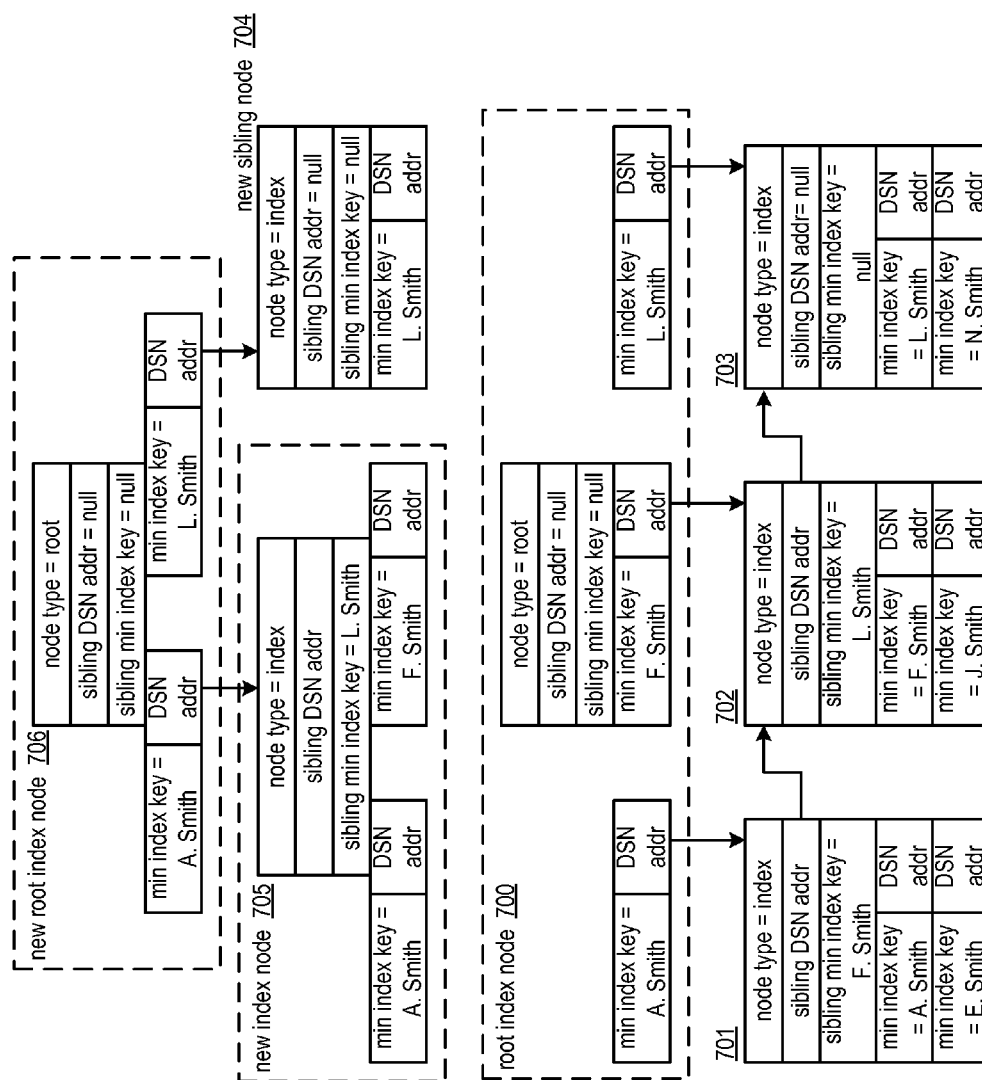 new root index node 706
node type = root
sibling DSN addr = null
sibling min index key = null
min index key =
A. Smith
DSN
addr
min index key =
L. Smith
DSN
addr
new index node 705
node type = index
sibling DSN addr
sibling min index key = L. Smith
min index key =
A. Smith
DSN
addr
min index key =
F. Smith
DSN
addr
new sibling node 704
node type = index
sibling DSN addr = null
sibling min index key = null
min index key =
L. Smith
DSN
addr
root index node 700
node type = root
sibling DSN addr = null
sibling min index key = null
min index key =
A. Smith
DSN
addr
min index key =
F. Smith
DSN
addr
min index key =
L. Smith
DSN
addr
701
node type = index
sibling DSN addr
sibling min index key =
F. Smith
min index key
= A. Smith
DSN
addr
min index key
= E. Smith
DSN
addr
702
node type = index
sibling DSN addr
sibling min index key =
L. Smith
min index key
= F. Smith
DSN
addr
min index key
= J. Smith
DSN
addr
703
node type = index
sibling DSN addr= null
sibling min index key =
null
min index key
= L. Smith
DSN
addr
min index key
= N. Smith
DSN
addr